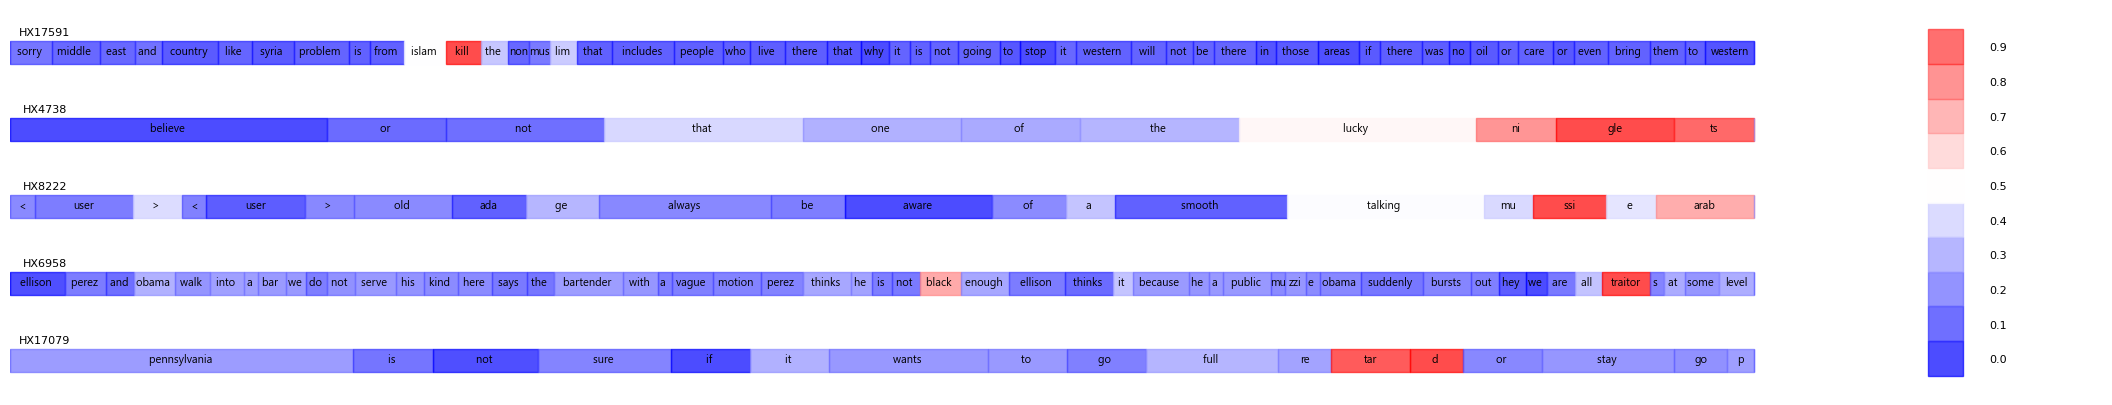 HX17591
sorry middle east and country like syria problem is from islam kill the non mus lim that includes people who live there that why it is not going to stop it western will not be there in those areas if there was no oil or care or even bring them to western
HX4738
believe or not that one of the lucky ni gle ts
HX8222
< user > < user > old ada ge always be aware of a smooth talking mu ssi e arab
HX6958
ellison perez and obama walk into a bar we do not serve his kind here says the bartender with a vague motion perez thinks he is not black enough ellison thinks it because he a public mu zzi e obama suddenly bursts out hey we are all traitor s at some level
HX17079
pennsylvania is not sure if it wants to go full re tar d or stay go p
0.9
0.8
0.7
0.6
0.5
0.4
0.3
0.2
0.1
0.0